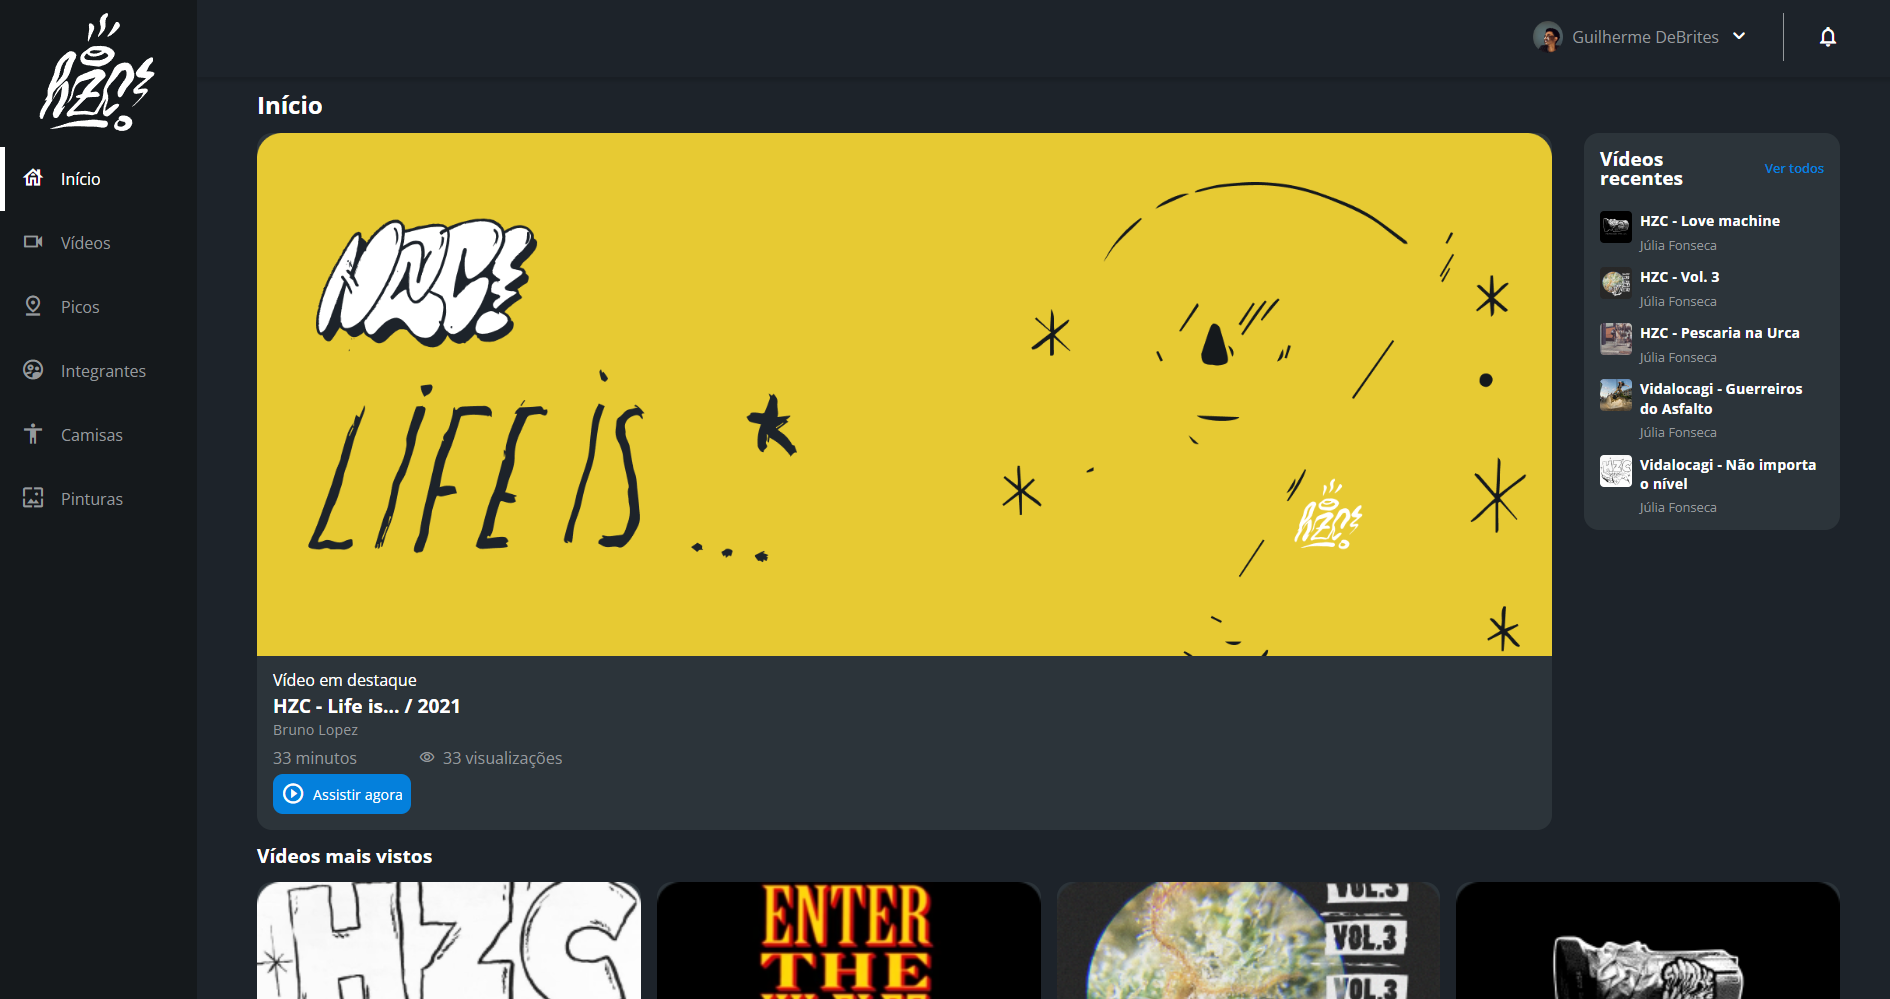 HZC!
Guilherme DeBrites
Início
Início
Vídeos
Picos
Integrantes
Camisas
Pinturas
HZC!
LIFE IS...
HZC!
Vídeo em destaque
HZC - Life is... / 2021
Bruno Lopez
33 minutos
33 visualizações
Assistir agora
Vídeos recentes
Ver todos
HZC - Love machine
Júlia Fonseca
HZC - Vol. 3
Júlia Fonseca
HZC - Pescaria na Urca
Júlia Fonseca
Vidalocagi - Guerreiros
do Asfalto
Júlia Fonseca
Vidalocagi - Não importa
o nível
Júlia Fonseca
Vídeos mais vistos
HZC
ENTER
THE
VOL.3
VOL.3
VOL.3